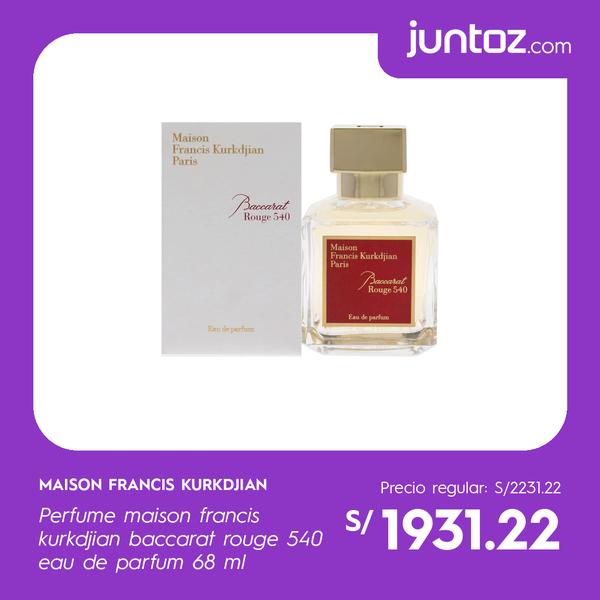 juntoz.com
Maison
Francis Kurkdjian
Paris
Baccarat
Rouge 540
Eau de parfum
Maison
Francis Kurkdjian
Paris
Baccarat
Rouge 540
Eau de parfum
MAISON FRANCIS KURKDJIAN
Perfume maison francis
kurkdjian baccarat rouge 540
eau de parfum 68 ml
Precio regular: S/2231.22
S/ 1931.22